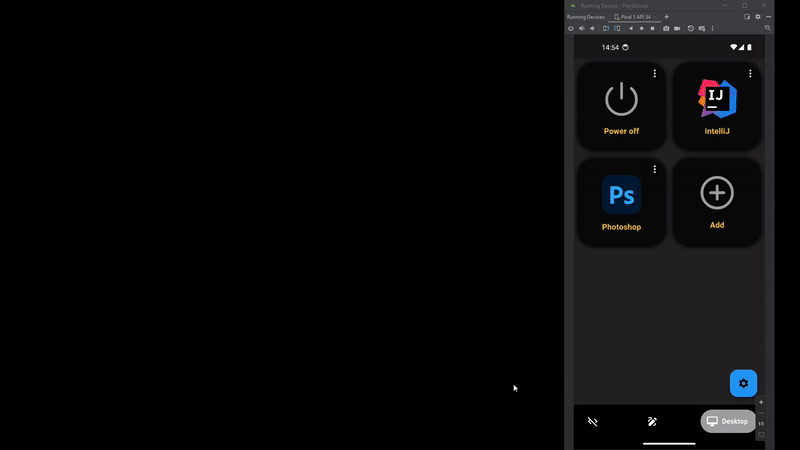 Running Devices - PlayBitcore
Running Devices:
Pixel 3 API 34
14:54
Power off
IJ
IntelliJ
Ps
Photoshop
Add
Desktop
1:1